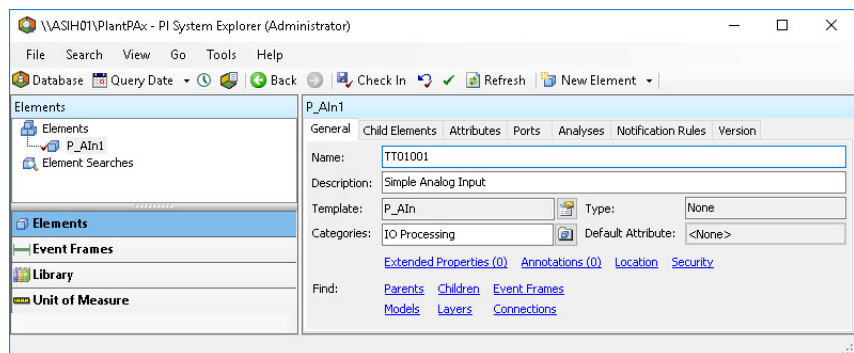 \\ASIH01\PlantPAx - PI System Explorer (Administrator)
File Search View Go Tools Help
Database Query Date Back Check In Refresh New Element
Elements
Elements
P_AIn1
Element Searches
Elements
Event Frames
Library
Unit of Measure
P_AIn1
General Child Elements Attributes Ports Analyses Notification Rules Version
Name: TT01001
Description: Simple Analog Input
Template: P_AIn Type: None
Categories: IO Processing Default Attribute: <None>
Extended Properties (0) Annotations (0) Location Security
Find: Parents Children Event Frames
Models Layers Connections